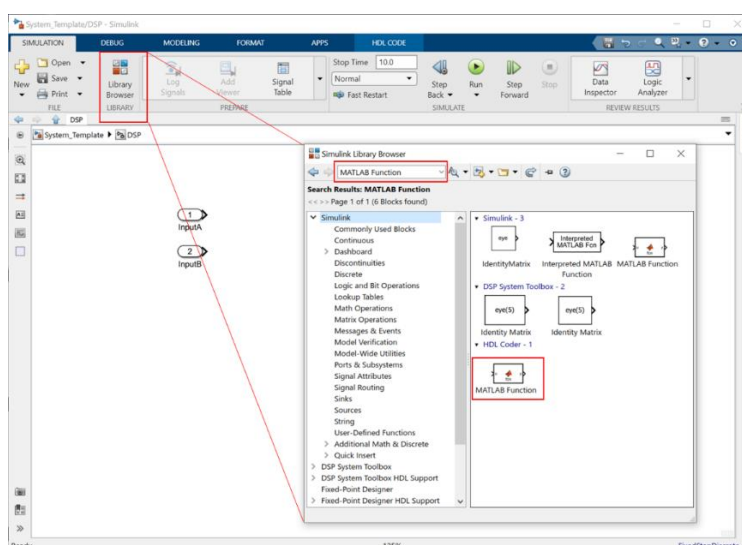 System_Template/DSP - Simulink
SIMULATION DEBUG MODELING FORMAT APPS HDL CODE
New
Open
Save
Print
FILE
Library
Browser
LIBRARY
Log
Signals
Add
Viewer
Signal
Table
PREPARE
Stop Time 10.0
Normal
Fast Restart
Step
Back
Run
Step
Forward
Stop
SIMULATE
Data
Inspector
Logic
Analyzer
REVIEW RESULTS
DSP
System_Template DSP
1
InputA
2
InputB
Simulink Library Browser
MATLAB Function
Search Results: MATLAB Function
<< >> Page 1 of 1 (6 Blocks found)
Simulink
Commonly Used Blocks
Continuous
Dashboard
Discontinuities
Discrete
Logic and Bit Operations
Lookup Tables
Math Operations
Matrix Operations
Messages & Events
Model Verification
Model-Wide Utilities
Ports & Subsystems
Signal Attributes
Signal Routing
Sinks
Sources
String
User-Defined Functions
Additional Math & Discrete
Quick Insert
DSP System Toolbox
DSP System Toolbox HDL Support
Fixed-Point Designer
Fixed-Point Designer HDL Support
Simulink - 3
eye
IdentityMatrix
Interpreted
MATLAB Fcn
Interpreted MATLAB
Function
MATLAB Function
DSP System Toolbox - 2
eye(5)
Identity Matrix
eye(5)
Identity Matrix
HDL Coder - 1
MATLAB Function
Ready
125%
FixedStepDiscrete